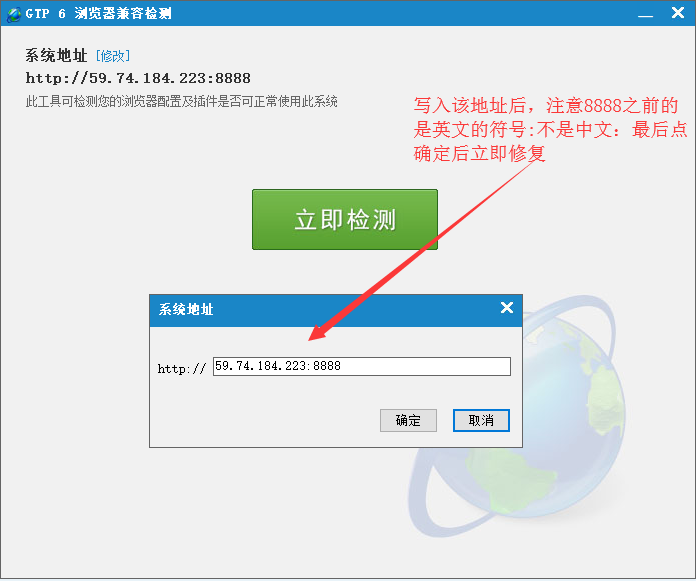 GTP 6 浏览器兼容检测
系统地址 [修改]
http://59.74.184.223:8888
此工具可检测您的浏览器配置及插件是否可正常使用此系统
写入该地址后，注意8888之前的
是英文的符号:不是中文：最后点
确定后立即修复
立即检测
系统地址
http:// 59.74.184.223:8888
确定 取消